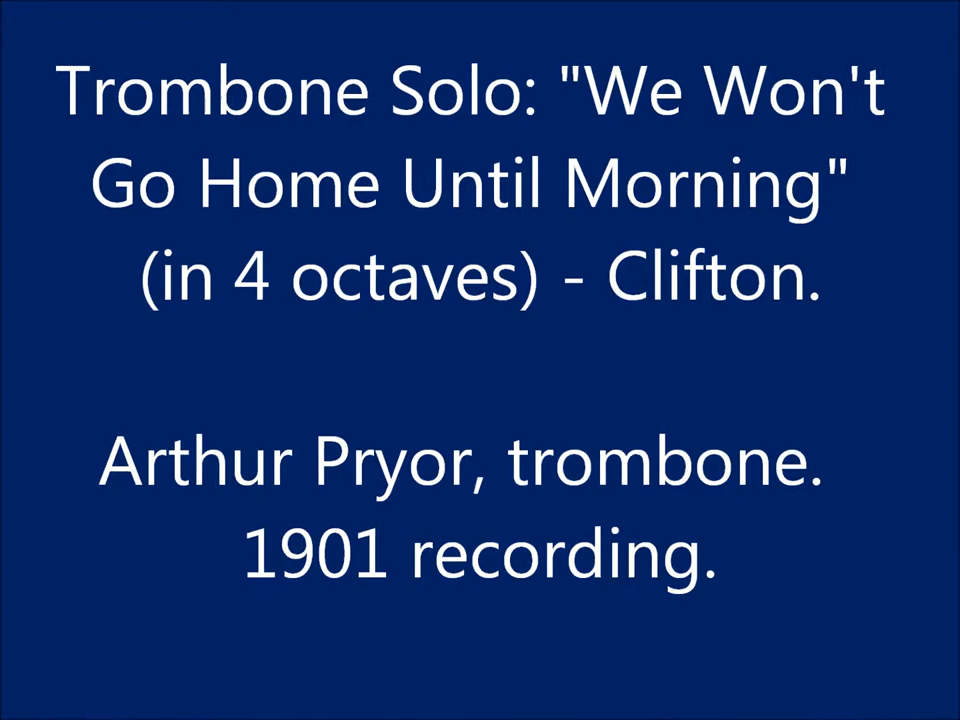 Trombone Solo: "We Won't
Go Home Until Morning"
(in 4 octaves) - Clifton.
Arthur Pryor, trombone.
1901 recording.